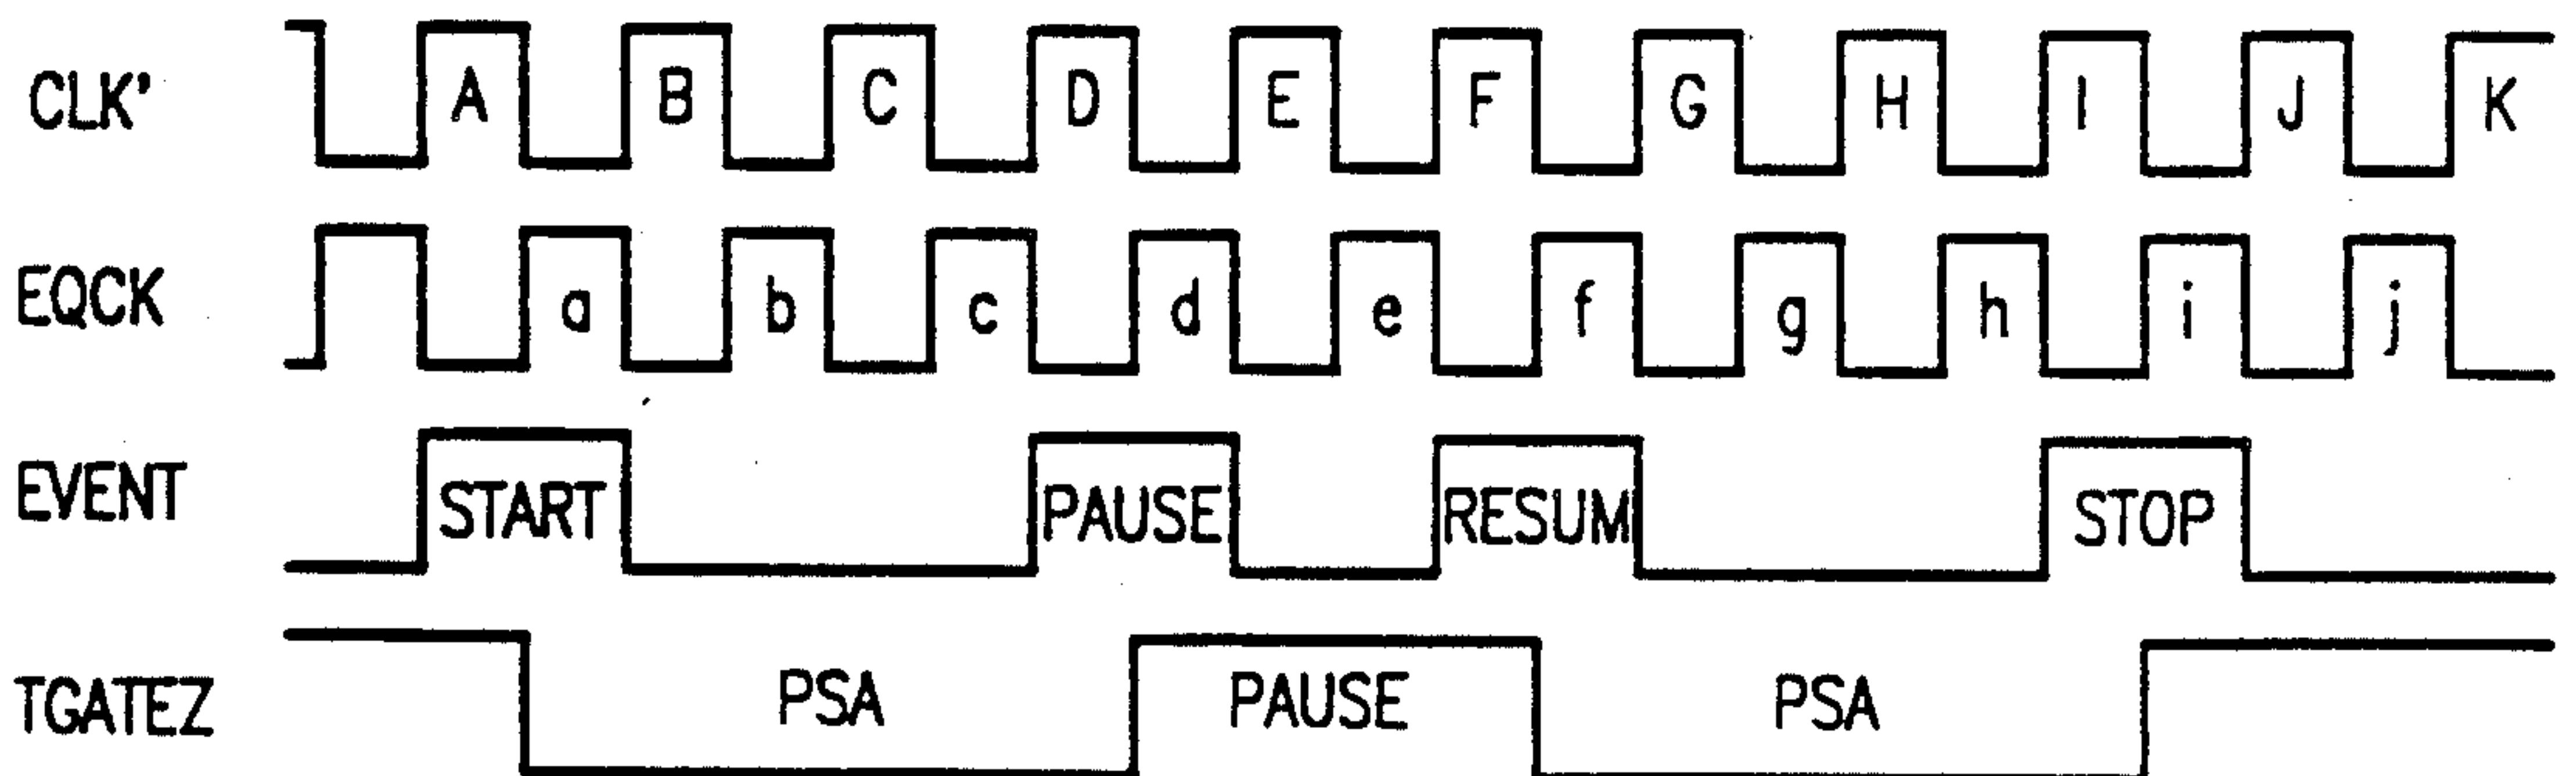 CLK' A B C D E F G H I J K
EQCK a b c d e f g h i j
EVENT START PAUSE RESUM STOP
TGATEZ PSA PAUSE PSA